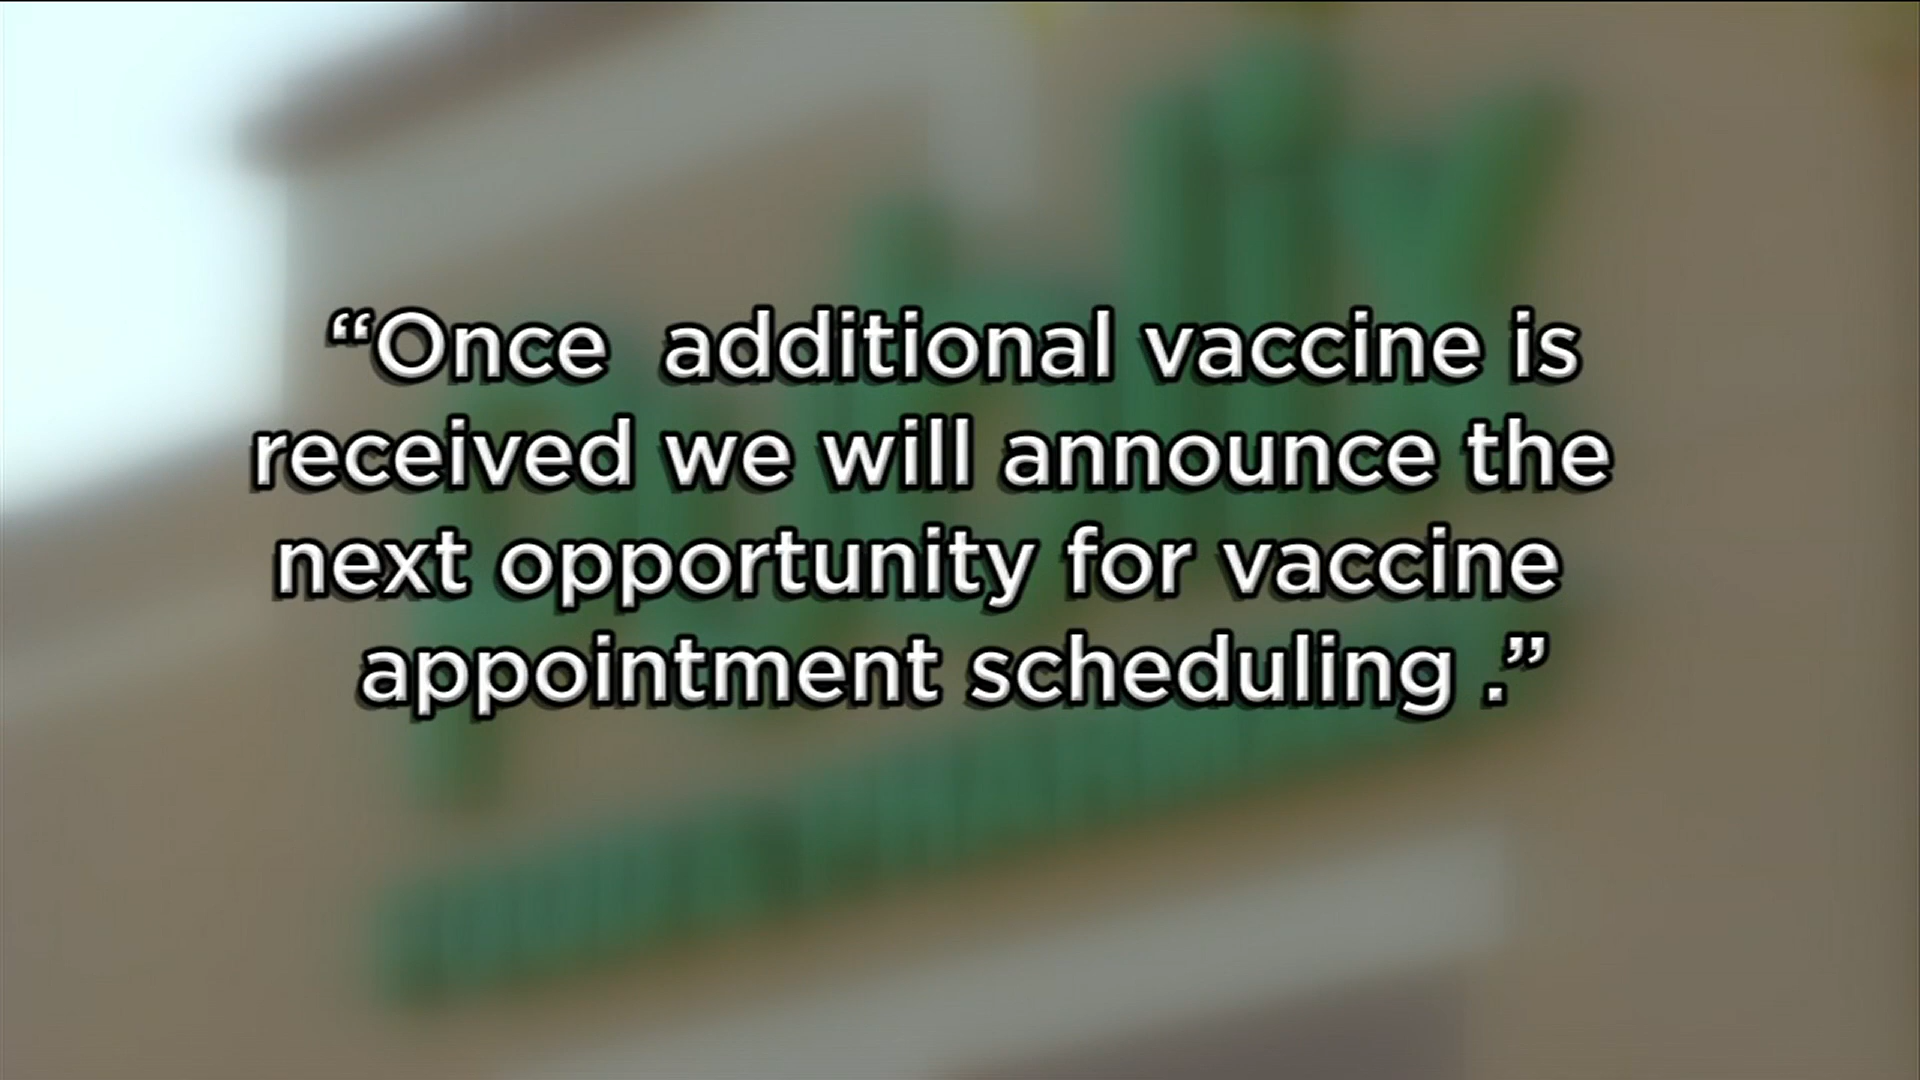 “Once  additional vaccine is
received we will announce the
next opportunity for vaccine
appointment scheduling .”